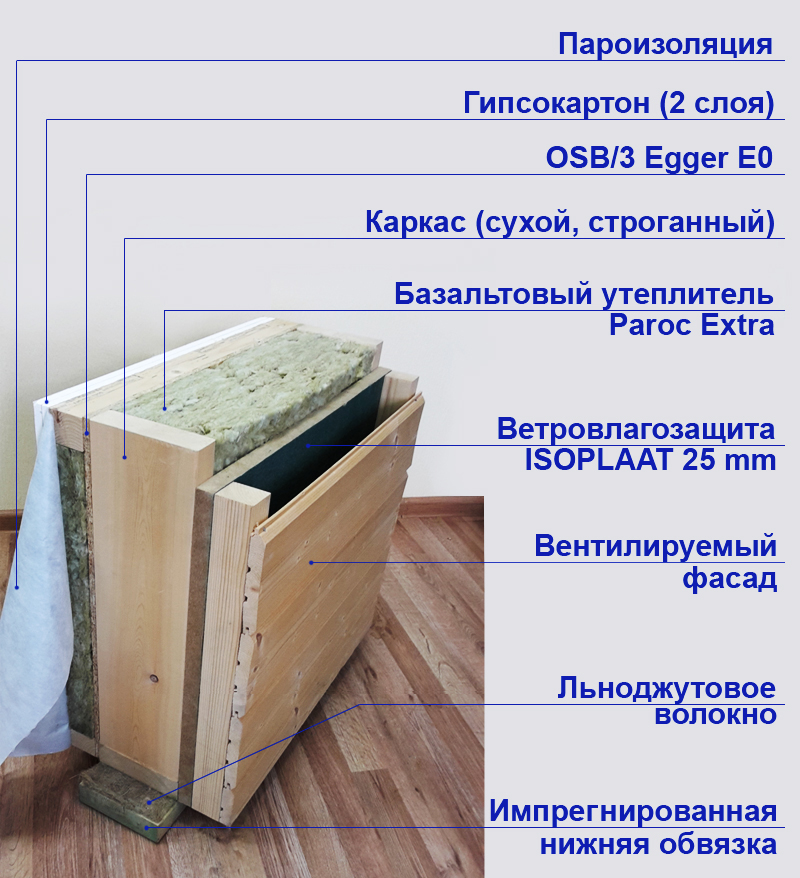 Пароизоляция
Гипсокартон (2 слоя)
OSB/3 Egger E0
Каркас (сухой, строганный)
Базальтовый утеплитель
Paroc Extra
Ветровлагозащита
ISOPLAAT 25 mm
Вентилируемый
фасад
Льноджутовое
волокно
Импрегнированная
нижняя обвязка